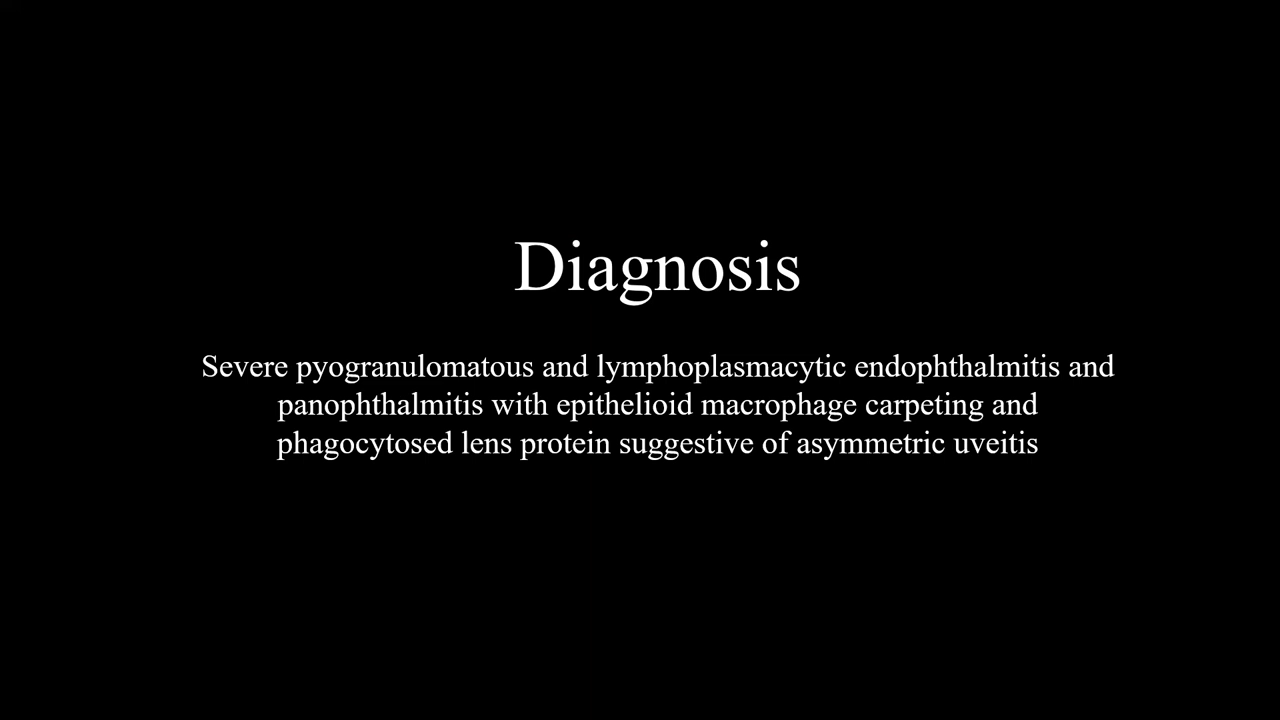 Diagnosis
Severe pyogranulomatous and lymphoplasmacytic endophthalmitis and
panophthalmitis with epithelioid macrophage carpeting and
phagocytosed lens protein suggestive of asymmetric uveitis